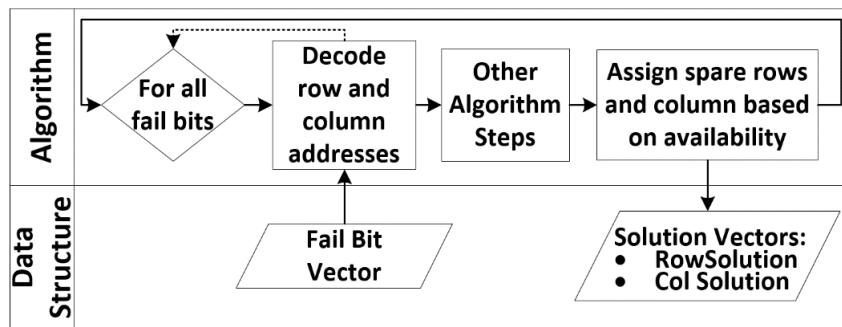 Algorithm
For all
fail bits
Decode
row and
column
addresses
Other
Algorithm
Steps
Assign spare rows
and column based
on availability
Data
Structure
Fail Bit
Vector
Solution Vectors:
● RowSolution
● Col Solution